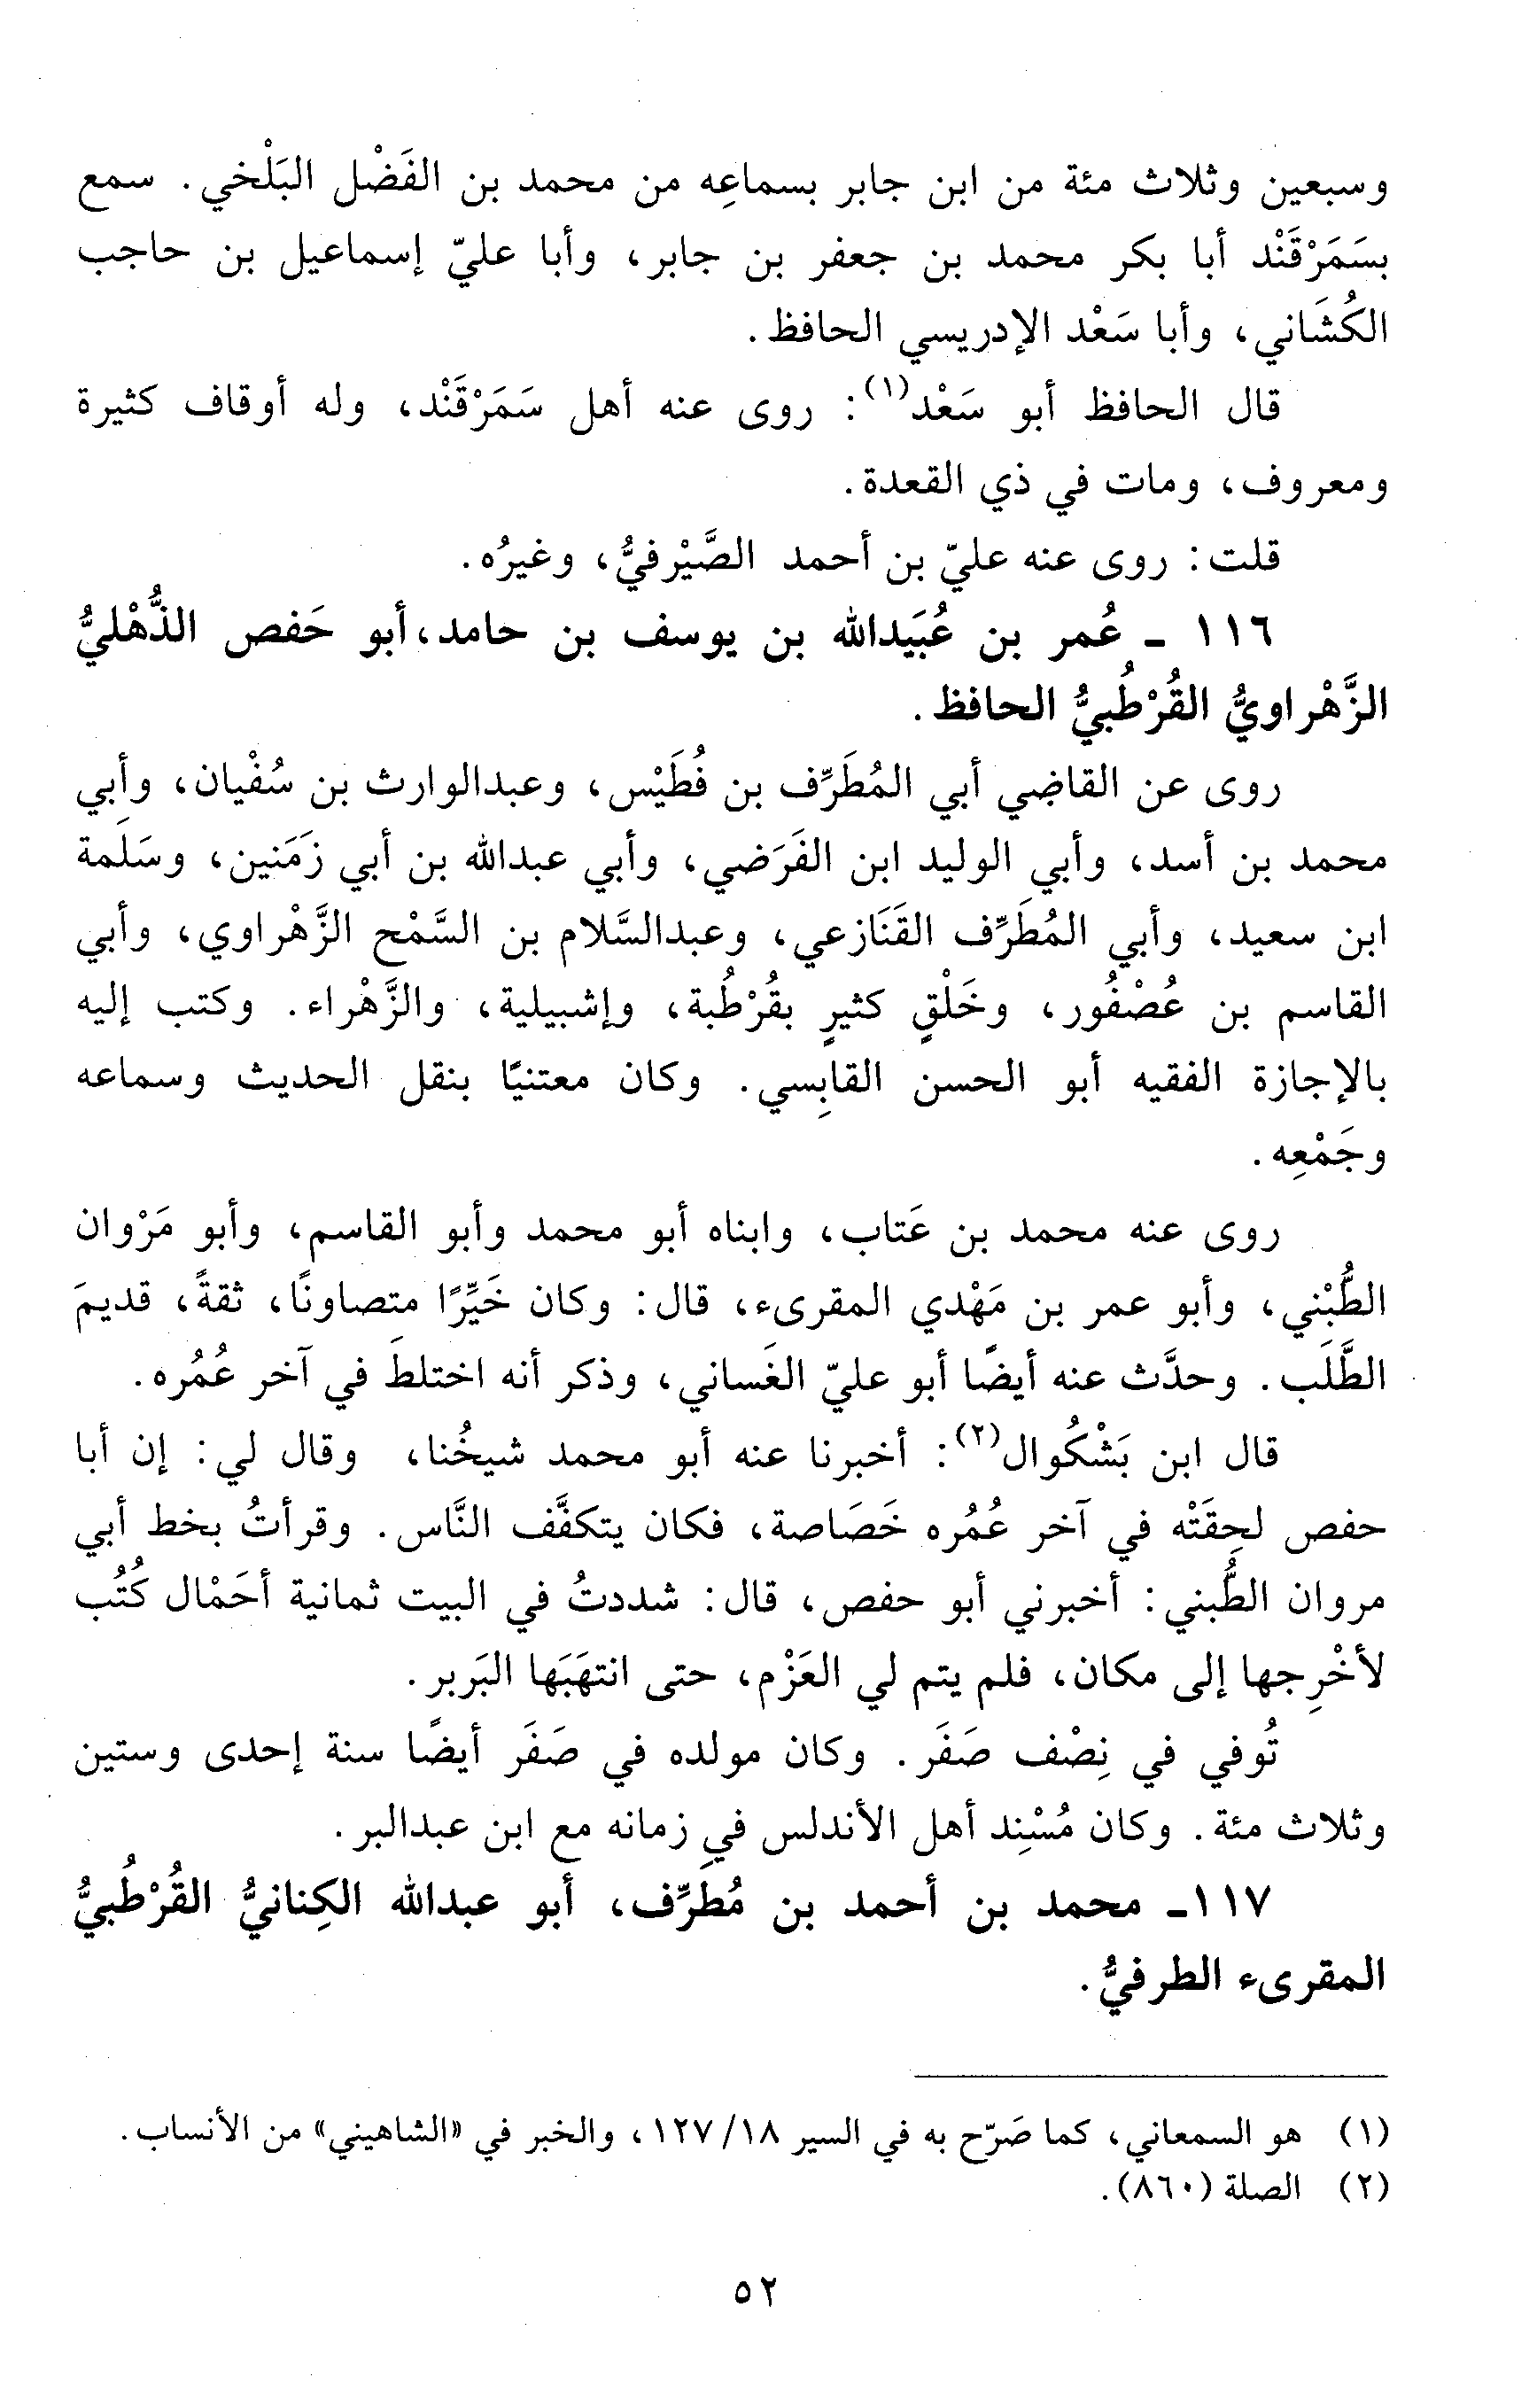 وسبعين وثلاث مئة من ابن جابر بسماعِه من محمد بن الفَضْل البَلْخي. سمع
بسَمَرْقَنْد أبا بكر محمد بن جعفر بن جابر، وأبا عليّ إسماعيل بن حاجب
الكُشَاني، وأبا سَعْد الإدريسي الحافظ.
قال الحافظ أبو سَعْد(١): روى عنه أهل سَمَرْقَنْد، وله أوقاف كثيرة
ومعروف، ومات في ذي القعدة.
قلت: روى عنه عليّ بن أحمد الصَّيْرفيُّ، وغيرُه.
١١٦ ـ عُمر بن عُبَيدالله بن يوسف بن حامد، أبو حَفص الذُّهْليُّ
الزَّهْراويُّ القُرْطُبيُّ الحافظ.
روى عن القاضِي أبي المُطَرِّف بن فُطَيْس، وعبدالوارث بن سُفْيان، وأبي
محمد بن أسد، وأبي الوليد ابن الفَرَضي، وأبي عبدالله بن أبي زَمَنين، وسَلَمة
ابن سعيد، وأبي المُطَرِّف القَنَازعي، وعبدالسَّلام بن السَّمْح الزَّهْراوي، وأبي
القاسم بن عُصْفُور، وخَلْقٍ كثيرٍ بقُرْطُبة، وإشبيلية، والزَّهْراء. وكتب إليه
بالإجازة الفقيه أبو الحسن القابِسي. وكان معتنيًا بنقل الحديث وسماعه
وجَمْعِه.
روى عنه محمد بن عَتاب، وابناه أبو محمد وأبو القاسم، وأبو مَرْوان
الطُّبْني، وأبو عمر بن مَهْدي المقرىء، قال: وكان خَيِّرًا متصاونًا، ثقةً، قديمَ
الطَّلَب. وحدَّث عنه أيضًا أبو عليّ الغَساني، وذكر أنه اختلطَ في آخر عُمُره.
قال ابن بَشْكُوال(٢): أخبرنا عنه أبو محمد شيخُنا، وقال لي: إن أبا
حفص لحِقَتْه في آخر عُمُره خَصَاصة، فكان يتكفَّف النَّاس. وقرأتُ بخط أبي
مروان الطُّبني: أخبرني أبو حفص، قال: شددتُ في البيت ثمانية أحَمْال كُتُب
لأخْرِجها إلى مكان، فلم يتم لي العَزْم، حتى انتهَبَها البَربر.
تُوفي في نِصْف صَفَر. وكان مولده في صَفَر أيضًا سنة إحدى وستين
وثلاث مئة. وكان مُسْنِد أهل الأندلس في زمانه مع ابن عبدالبر.
١١٧ـ محمد بن أحمد بن مُطَرِّف، أبو عبدالله الكِنانيُّ القُرْطُبيُّ
المقرىء الطرفيُّ.
(١) هو السمعاني، كما صَرّح به في السير ١٨/ ١٢٧، والخبر في «الشاهيني» من الأنساب.
(٢) الصلة (٨٦٠).
٥٢